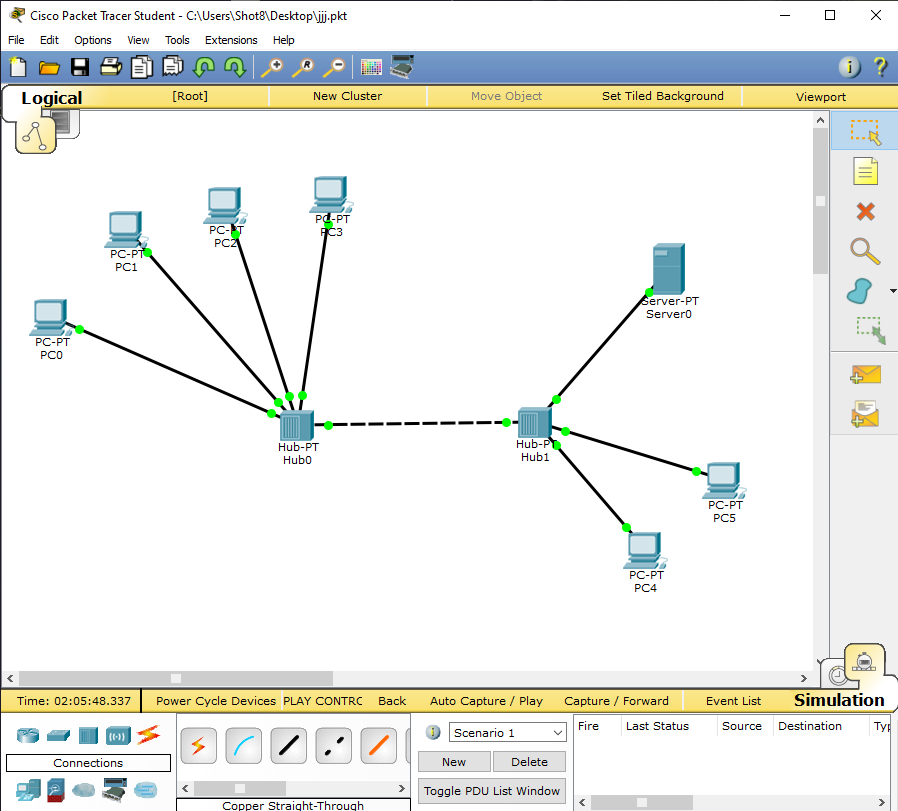 Cisco Packet Tracer Student - C:\Users\Shot8\Desktop\jjj.pkt
File Edit Options View Tools Extensions Help
Logical [Root] New Cluster Move Object Set Tiled Background Viewport
PC-PT
PC3
PC-PT
PC2
PC-PT
PC1
Server-PT
Server0
PC-PT
PC0
Hub-PT
Hub0
Hub-PT
Hub1
PC-PT
PC5
PC-PT
PC4
Time: 02:05:48.337 Power Cycle Devices PLAY CONTRC Back Auto Capture / Play Capture / Forward Event List Simulation
Scenario 1
Fire Last Status Source Destination Typ
Connections
New Delete
Toggle PDU List Window
Copper Straight-Through